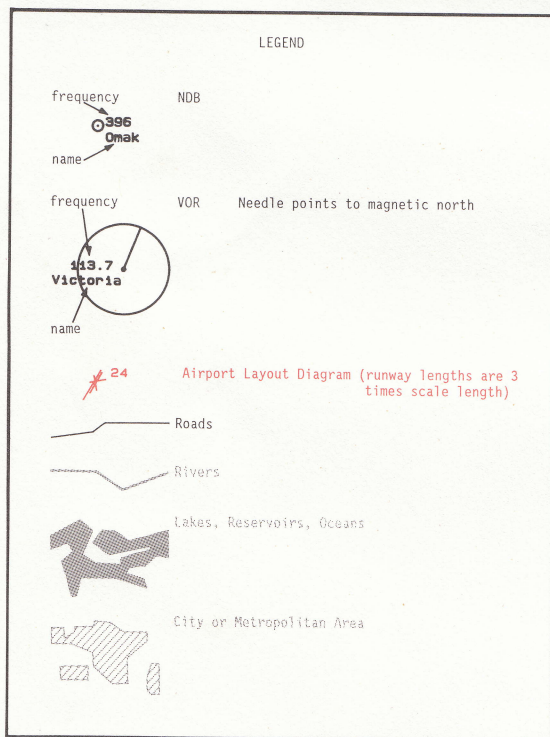 LEGEND
frequency NDB
396
Omak
name
frequency VOR Needle points to magnetic north
113.7
Victoria
name
24 Airport Layout Diagram (runway lengths are 3
times scale length)
Roads
Rivers
Lakes, Reservoirs, Oceans
City or Metropolitan Area